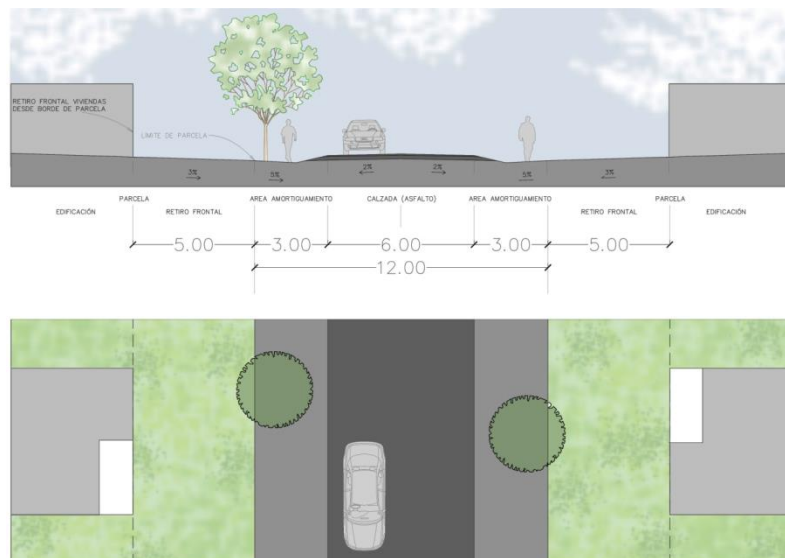 RETIRO FRONTAL VIVIENDAS
DESDE BORDE DE PARCELA
LIMITE DE PARCELA
3% 5% 2% 2% 5% 3%
EDIFICACIÓN PARCELA RETIRO FRONTAL AREA AMORTIGUAMIENTO CALZADA (ASFALTO) AREA AMORTIGUAMIENTO RETIRO FRONTAL PARCELA EDIFICACIÓN
5.00 3.00 6.00 3.00 5.00
12.00